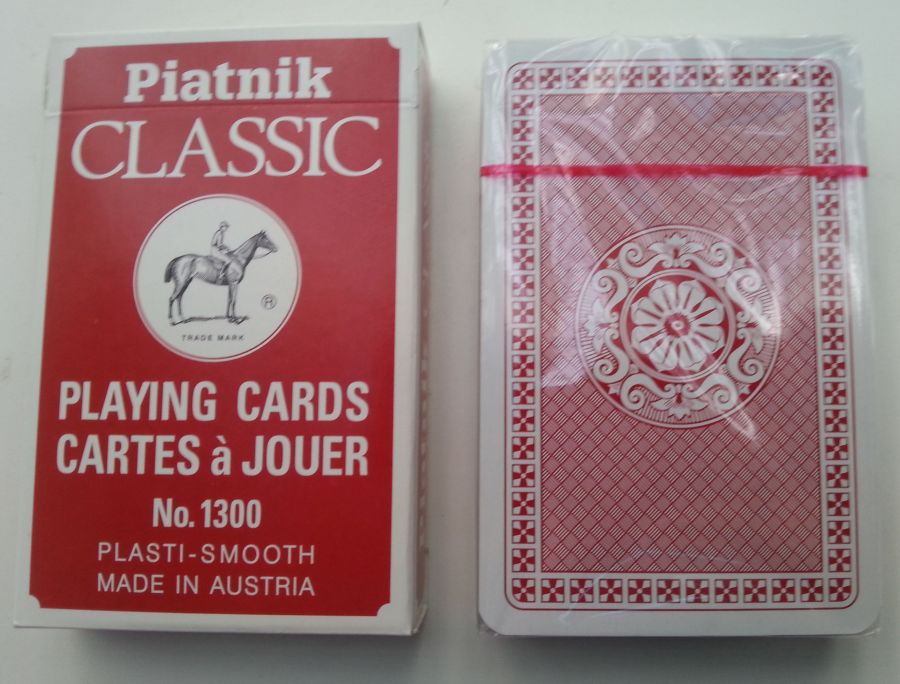 Piatnik
CLASSIC
®
TRADE MARK
PLAYING CARDS
CARTES à JOUER
No. 1300
PLASTI-SMOOTH
MADE IN AUSTRIA